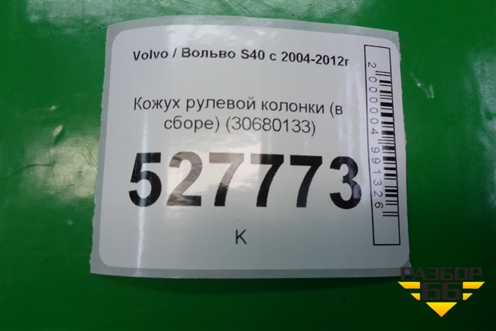 Volvo / Вольво S40 с 2004-2012г
Кожух рулевой колонки (в
сборе) (30680133)
527773
К
2000004991326
РАЗБОР
66